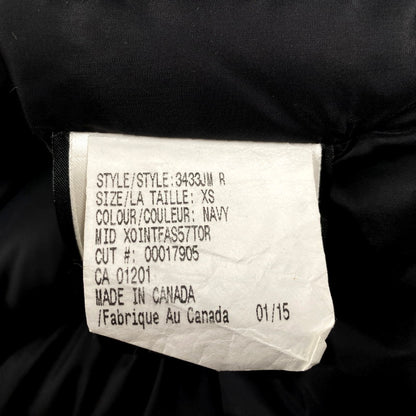 STYLE/STYLE:3433JM R
SIZE/LA TAILLE: XS
COLOUR/COULEUR: NAVY
MID XOINTFAS57TOR
CUT #: 00017905
CA 01201
MADE IN CANADA
/Fabrique Au Canada 01/15